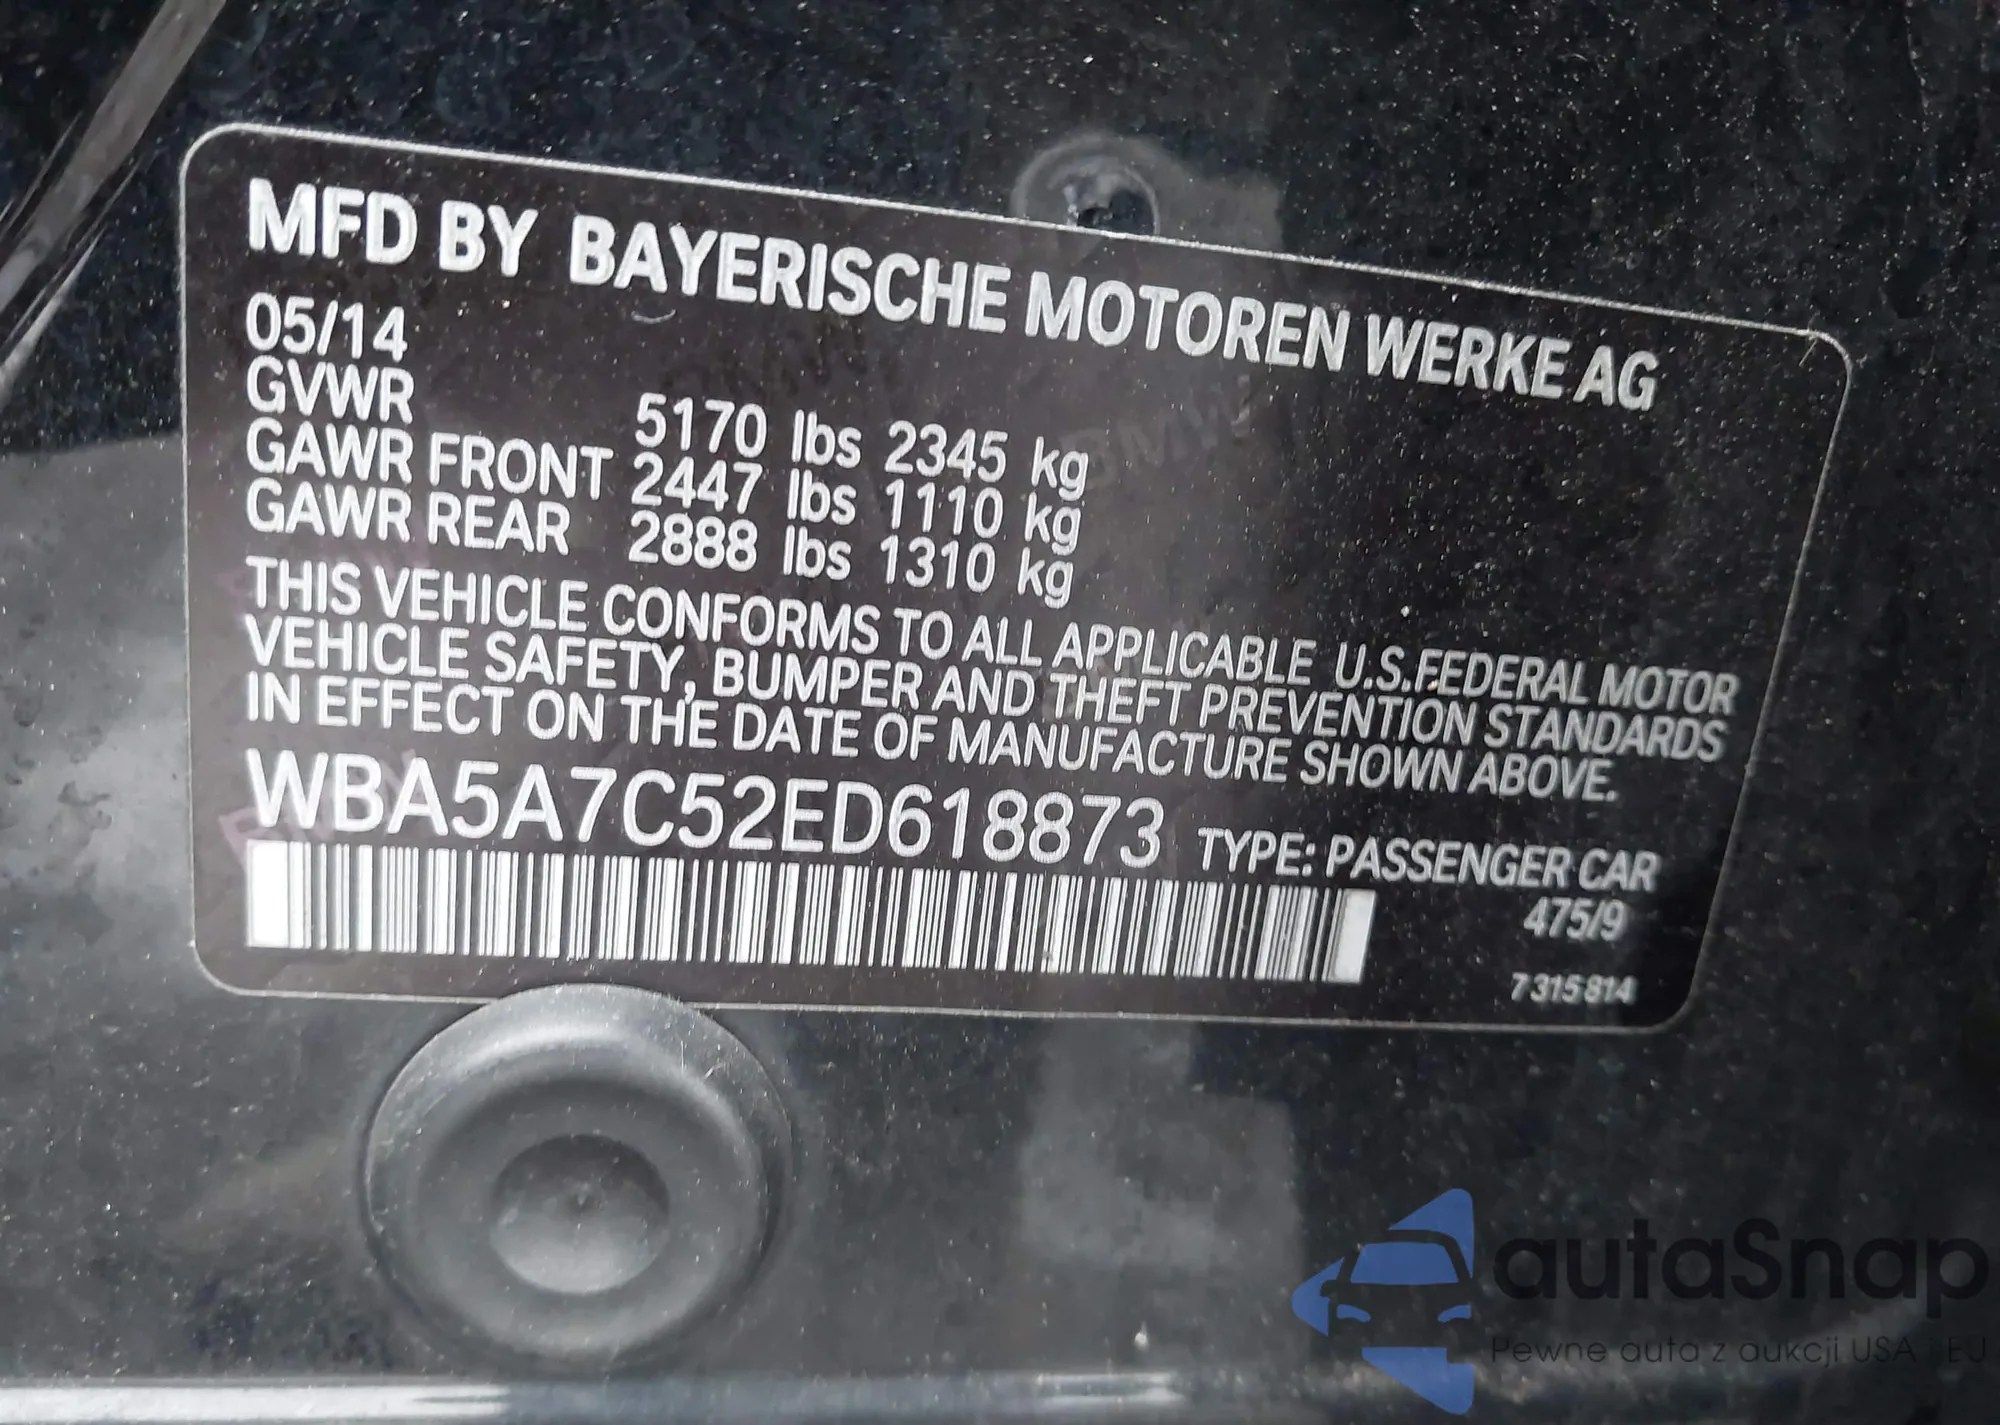 MFD BY BAYERISCHE MOTOREN WERKE AG
05/14
GVWR 5170 lbs 2345 kg
GAWR FRONT 2447 lbs 1110 kg
GAWR REAR 2888 lbs 1310 kg
THIS VEHICLE CONFORMS TO ALL APPLICABLE U.S.FEDERAL MOTOR
VEHICLE SAFETY, BUMPER AND THEFT PREVENTION STANDARDS
IN EFFECT ON THE DATE OF MANUFACTURE SHOWN ABOVE.
WBA5A7C52ED618873 TYPE: PASSENGER CAR
475/9
7 315 814
autaSnap
Pewne auta z aukcji USA i EU